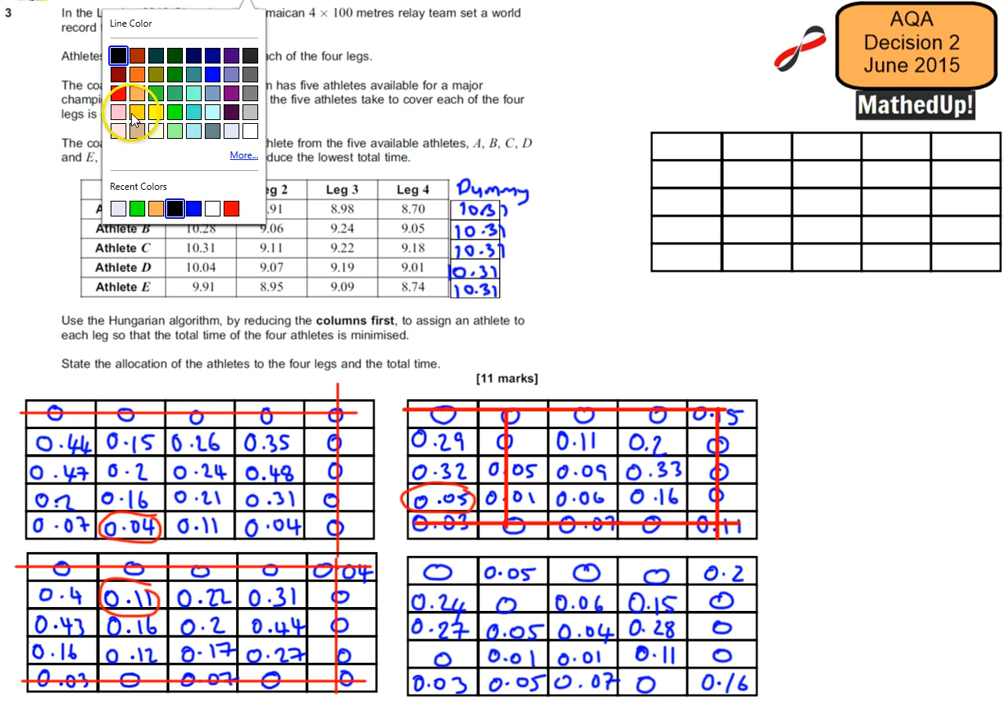 3
In the L
maican 4 × 100 metres relay team set a world
record
Athletes
ch of the four legs.
The coa
n has five athletes available for a major
champi
the five athletes take to cover each of the four
legs is
The coa
hlete from the five available athletes, A, B, C, D
and E,
duce the lowest total time.
Line Color
More...
Recent Colors
eg 2 Leg 3 Leg 4 Dummy
A .91 8.98 8.70 10.31
Athlete B 10.28 9.06 9.24 9.05 10.31
Athlete C 10.31 9.11 9.22 9.18 10.31
Athlete D 10.04 9.07 9.19 9.01 10.31
Athlete E 9.91 8.95 9.09 8.74 10.31
Use the Hungarian algorithm, by reducing the columns first, to assign an athlete to
each leg so that the total time of the four athletes is minimised.
State the allocation of the athletes to the four legs and the total time.
[11 marks]
AQA
Decision 2
June 2015
MathedUp!
0 0 0 0 0
0.44 0.15 0.26 0.35 0
0.47 0.2 0.24 0.48 0
0.2 0.16 0.21 0.31 0
0.07 0.04 0.11 0.04 0
0 0 0 0 0.15
0.29 0 0.11 0.2 0
0.32 0.05 0.09 0.33 0
0.05 0.01 0.06 0.16 0
0.03 0 0.07 0 0.11
0 0 0 0 0.04
0.4 0.11 0.22 0.31 0
0.43 0.16 0.2 0.44 0
0.16 0.12 0.17 0.27 0
0.03 0 0.07 0 0
0 0.05 0 0 0.2
0.24 0 0.06 0.15 0
0.27 0.05 0.04 0.28 0
0 0.01 0.01 0.11 0
0.03 0.05 0.07 0 0.16